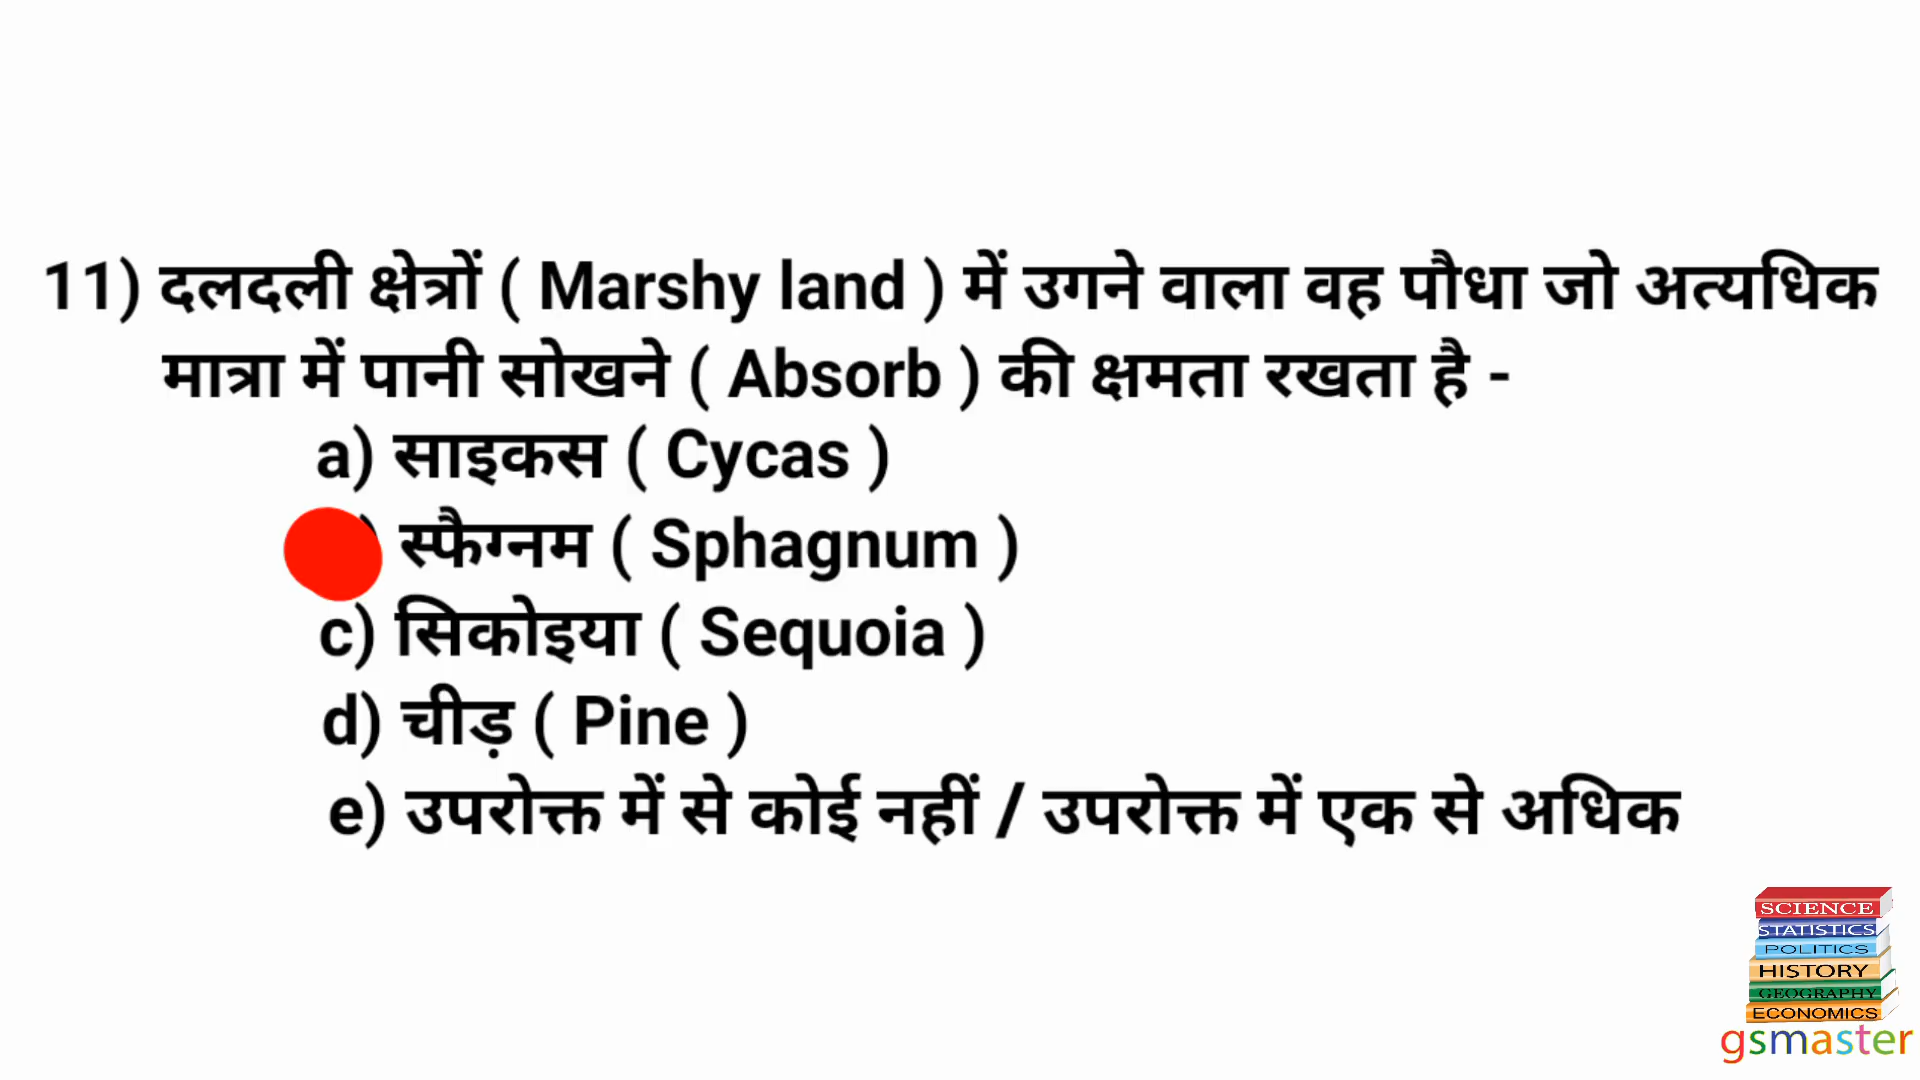 11) दलदली क्षेत्रों ( Marshy land ) में उगने वाला वह पौधा जो अत्यधिक
मात्रा में पानी सोखने ( Absorb ) की क्षमता रखता है -
a) साइकस ( Cycas )
) स्फैग्नम ( Sphagnum )
c) सिकोइया ( Sequoia )
d) चीड़ ( Pine )
e) उपरोक्त में से कोई नहीं / उपरोक्त में एक से अधिक
SCIENCE
STATISTICS
POLITICS
HISTORY
GEOGRAPHY
ECONOMICS
gsmaster